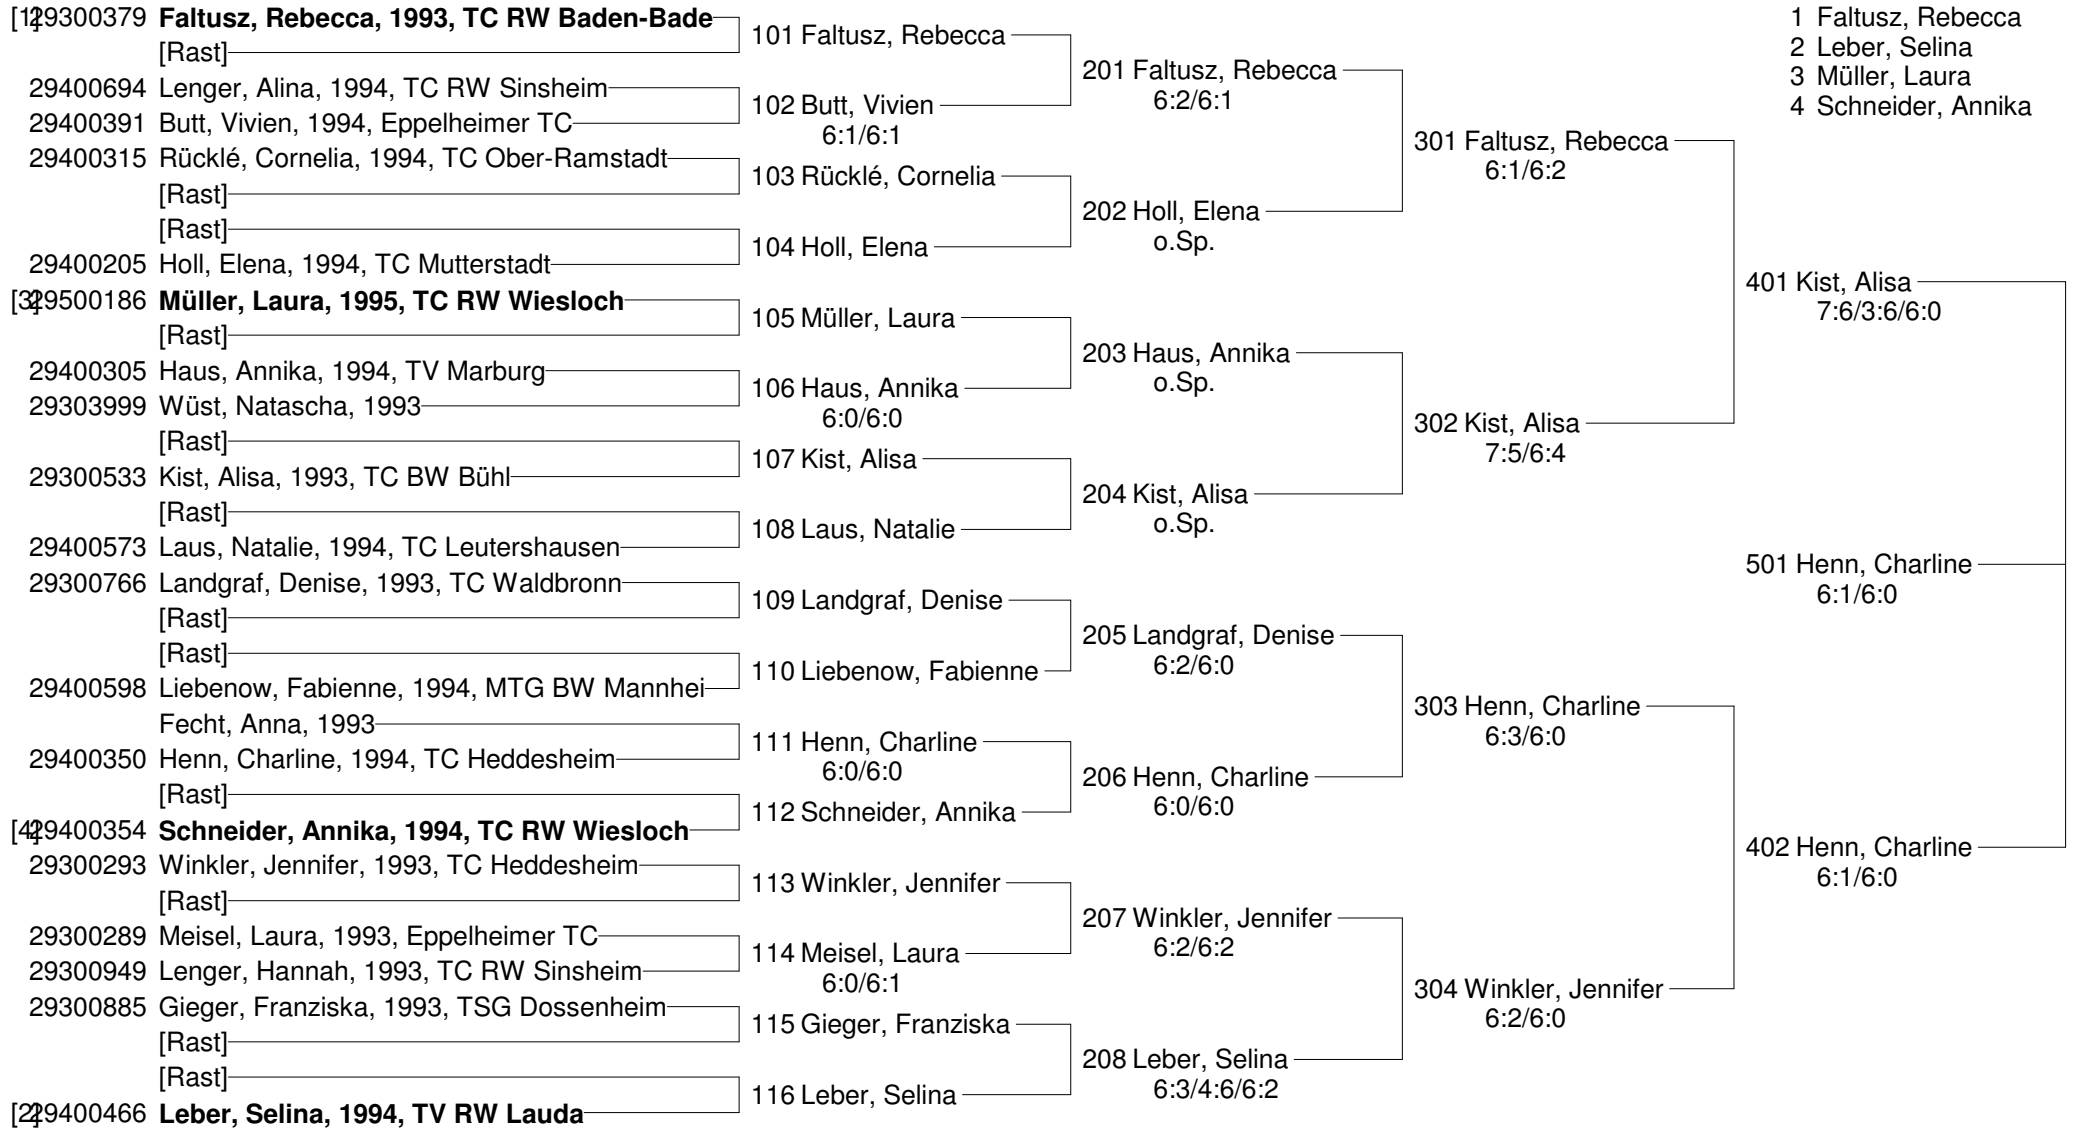 [1] 29300379 Faltusz, Rebecca, 1993, TC RW Baden-Bade
[Rast]
29400694 Lenger, Alina, 1994, TC RW Sinsheim
29400391 Butt, Vivien, 1994, Eppelheimer TC
29400315 Rücklé, Cornelia, 1994, TC Ober-Ramstadt
[Rast]
[Rast]
29400205 Holl, Elena, 1994, TC Mutterstadt
[3] 29500186 Müller, Laura, 1995, TC RW Wiesloch
[Rast]
29400305 Haus, Annika, 1994, TV Marburg
29303999 Wüst, Natascha, 1993
[Rast]
29300533 Kist, Alisa, 1993, TC BW Bühl
[Rast]
29400573 Laus, Natalie, 1994, TC Leutershausen
29300766 Landgraf, Denise, 1993, TC Waldbronn
[Rast]
[Rast]
29400598 Liebenow, Fabienne, 1994, MTG BW Mannhei
Fecht, Anna, 1993
29400350 Henn, Charline, 1994, TC Heddesheim
[Rast]
[4] 29400354 Schneider, Annika, 1994, TC RW Wiesloch
29300293 Winkler, Jennifer, 1993, TC Heddesheim
[Rast]
29300289 Meisel, Laura, 1993, Eppelheimer TC
29300949 Lenger, Hannah, 1993, TC RW Sinsheim
29300885 Gieger, Franziska, 1993, TSG Dossenheim
[Rast]
[Rast]
[2] 29400466 Leber, Selina, 1994, TV RW Lauda
101 Faltusz, Rebecca
102 Butt, Vivien
6:1/6:1
103 Rücklé, Cornelia
104 Holl, Elena
105 Müller, Laura
106 Haus, Annika
6:0/6:0
107 Kist, Alisa
108 Laus, Natalie
109 Landgraf, Denise
110 Liebenow, Fabienne
111 Henn, Charline
6:0/6:0
112 Schneider, Annika
113 Winkler, Jennifer
114 Meisel, Laura
6:0/6:1
115 Gieger, Franziska
116 Leber, Selina
201 Faltusz, Rebecca
6:2/6:1
202 Holl, Elena
o.Sp.
203 Haus, Annika
o.Sp.
204 Kist, Alisa
o.Sp.
205 Landgraf, Denise
6:2/6:0
206 Henn, Charline
6:0/6:0
207 Winkler, Jennifer
6:2/6:2
208 Leber, Selina
6:3/4:6/6:2
301 Faltusz, Rebecca
6:1/6:2
302 Kist, Alisa
7:5/6:4
303 Henn, Charline
6:3/6:0
304 Winkler, Jennifer
6:2/6:0
401 Kist, Alisa
7:6/3:6/6:0
501 Henn, Charline
6:1/6:0
402 Henn, Charline
6:1/6:0
1 Faltusz, Rebecca
2 Leber, Selina
3 Müller, Laura
4 Schneider, Annika